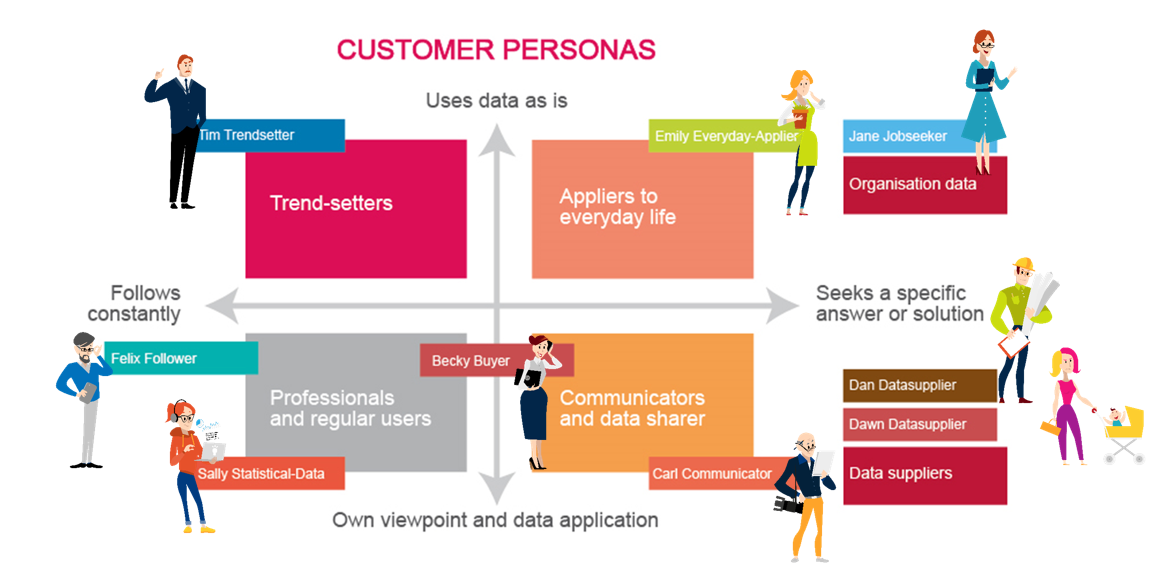 CUSTOMER PERSONAS
Uses data as is
Tim Trendsetter
Emily Everyday-Applier
Jane Jobseeker
Trend-setters
Appliers to
everyday life
Organisation data
Follows
constantly
Seeks a specific
answer or solution
Felix Follower
Becky Buyer
Professionals
and regular users
Communicators
and data sharer
Dan Datasupplier
Dawn Datasupplier
Sally Statistical-Data
Carl Communicator
Data suppliers
Own viewpoint and data application